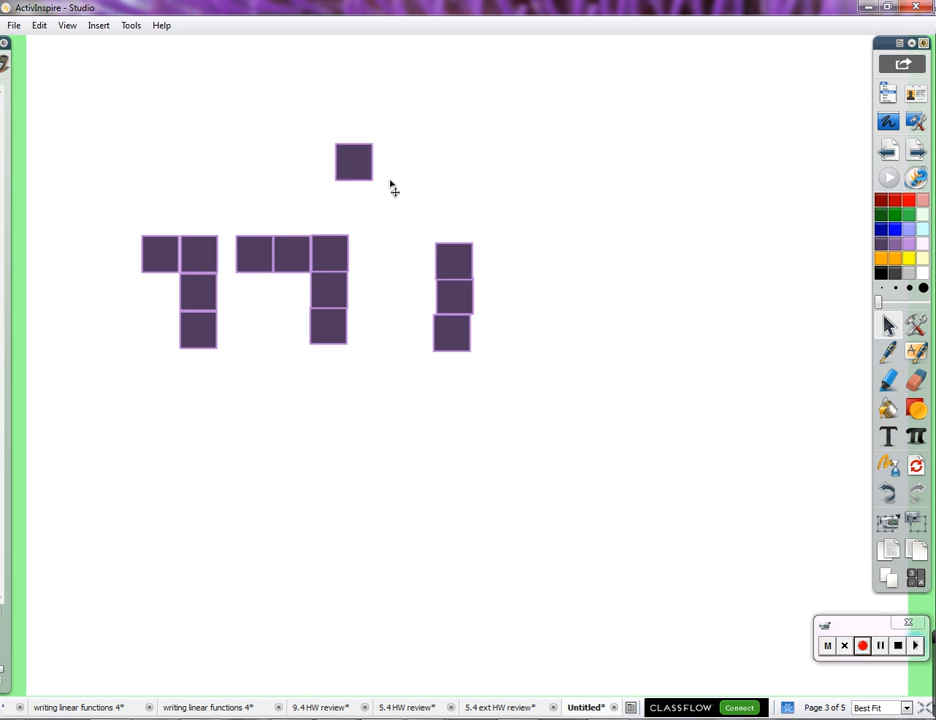 ActivInspire - Studio
File Edit View Insert Tools Help
M
writing linear functions 4* writing linear functions 4* 9.4 HW review* 5.4 HW review* 5.4 ext HW review* Untitled* CLASSFLOW Connect Page 3 of 5 Best Fit